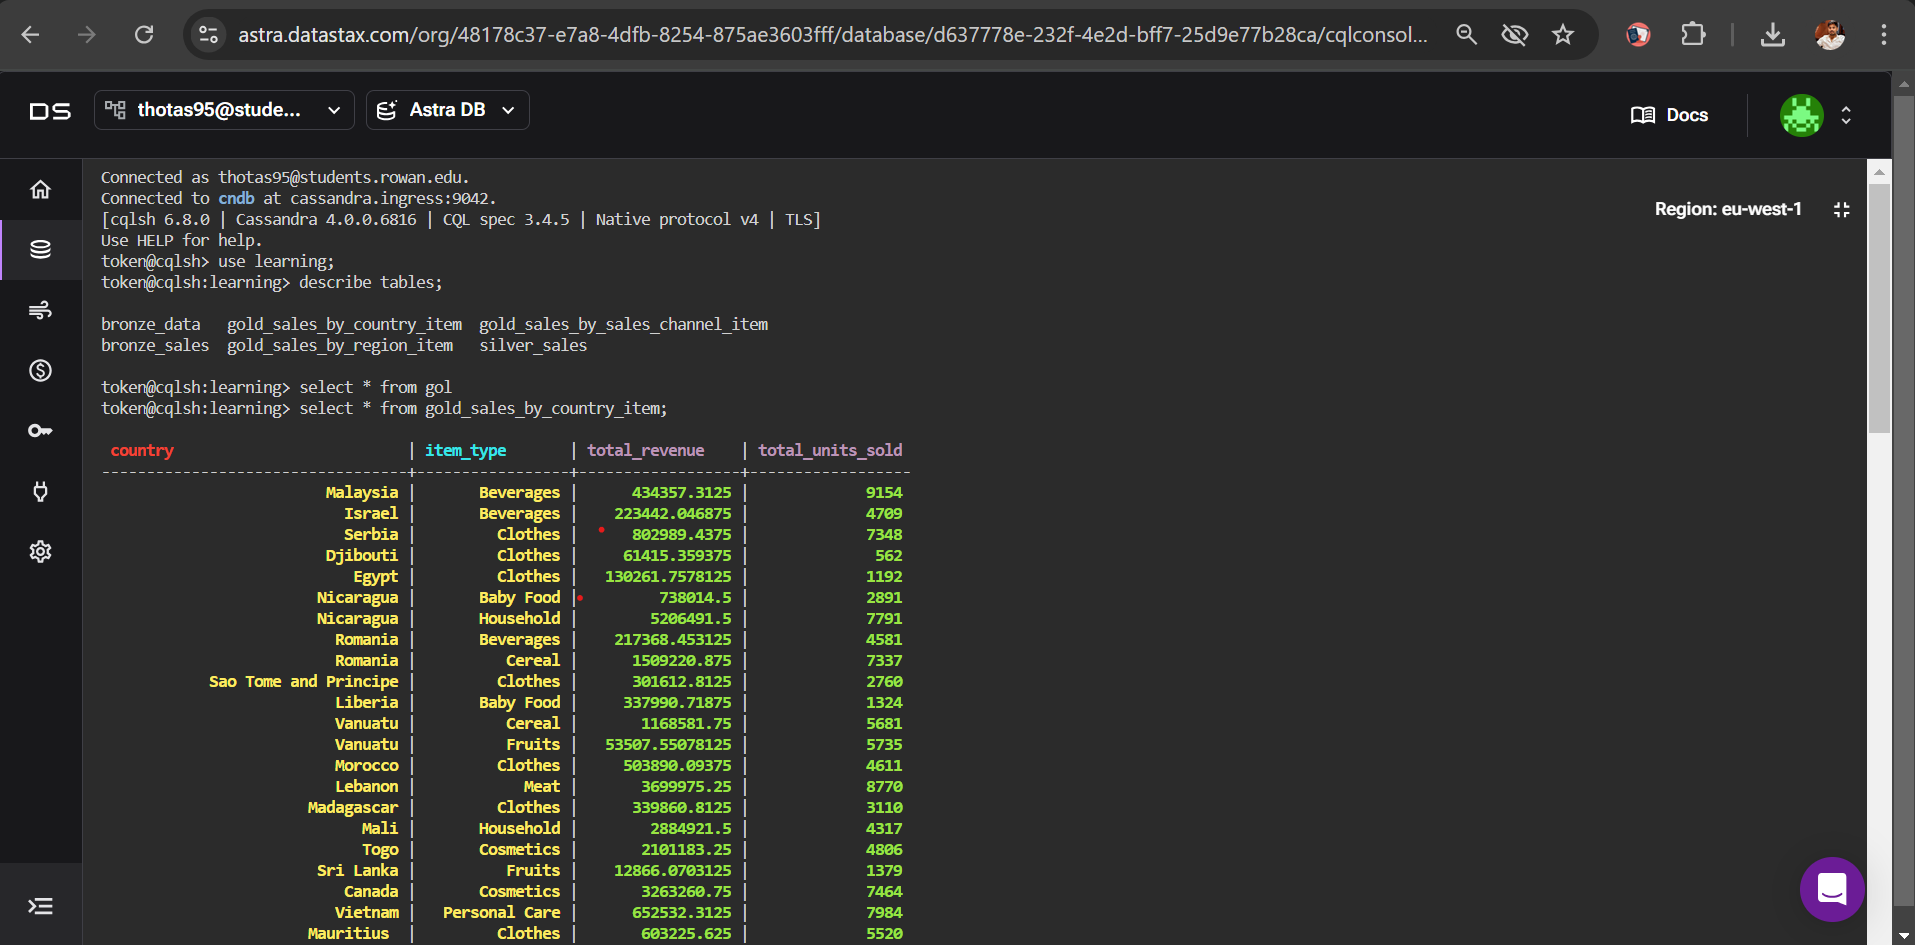 astra.datastax.com/org/48178c37-e7a8-4dfb-8254-875ae3603fff/database/d637778e-232f-4e2d-bff7-25d9e77b28ca/cqlconsol...
DS thotas95@stude... Astra DB Docs
Connected as thotas95@students.rowan.edu.
Connected to cndb at cassandra.ingress:9042.
Region: eu-west-1
[cqlsh 6.8.0 | Cassandra 4.0.0.6816 | CQL spec 3.4.5 | Native protocol v4 | TLS]
Use HELP for help.
token@cqlsh> use learning;
token@cqlsh:learning> describe tables;
bronze_data gold_sales_by_country_item gold_sales_by_sales_channel_item
bronze_sales gold_sales_by_region_item silver_sales
token@cqlsh:learning> select * from gol
token@cqlsh:learning> select * from gold_sales_by_country_item;
country | item_type | total_revenue | total_units_sold
----------------------------------+-----------------+------------------+------------------
Malaysia | Beverages | 434357.3125 | 9154
Israel | Beverages | 223442.046875 | 4709
Serbia | Clothes | 802989.4375 | 7348
Djibouti | Clothes | 61415.359375 | 562
Egypt | Clothes | 130261.7578125 | 1192
Nicaragua | Baby Food | 738014.5 | 2891
Nicaragua | Household | 5206491.5 | 7791
Romania | Beverages | 217368.453125 | 4581
Romania | Cereal | 1509220.875 | 7337
Sao Tome and Principe | Clothes | 301612.8125 | 2760
Liberia | Baby Food | 337990.71875 | 1324
Vanuatu | Cereal | 1168581.75 | 5681
Vanuatu | Fruits | 53507.55078125 | 5735
Morocco | Clothes | 503890.09375 | 4611
Lebanon | Meat | 3699975.25 | 8770
Madagascar | Clothes | 339860.8125 | 3110
Mali | Household | 2884921.5 | 4317
Togo | Cosmetics | 2101183.25 | 4806
Sri Lanka | Fruits | 12866.0703125 | 1379
Canada | Cosmetics | 3263260.75 | 7464
Vietnam | Personal Care | 652532.3125 | 7984
Mauritius | Clothes | 603225.625 | 5520